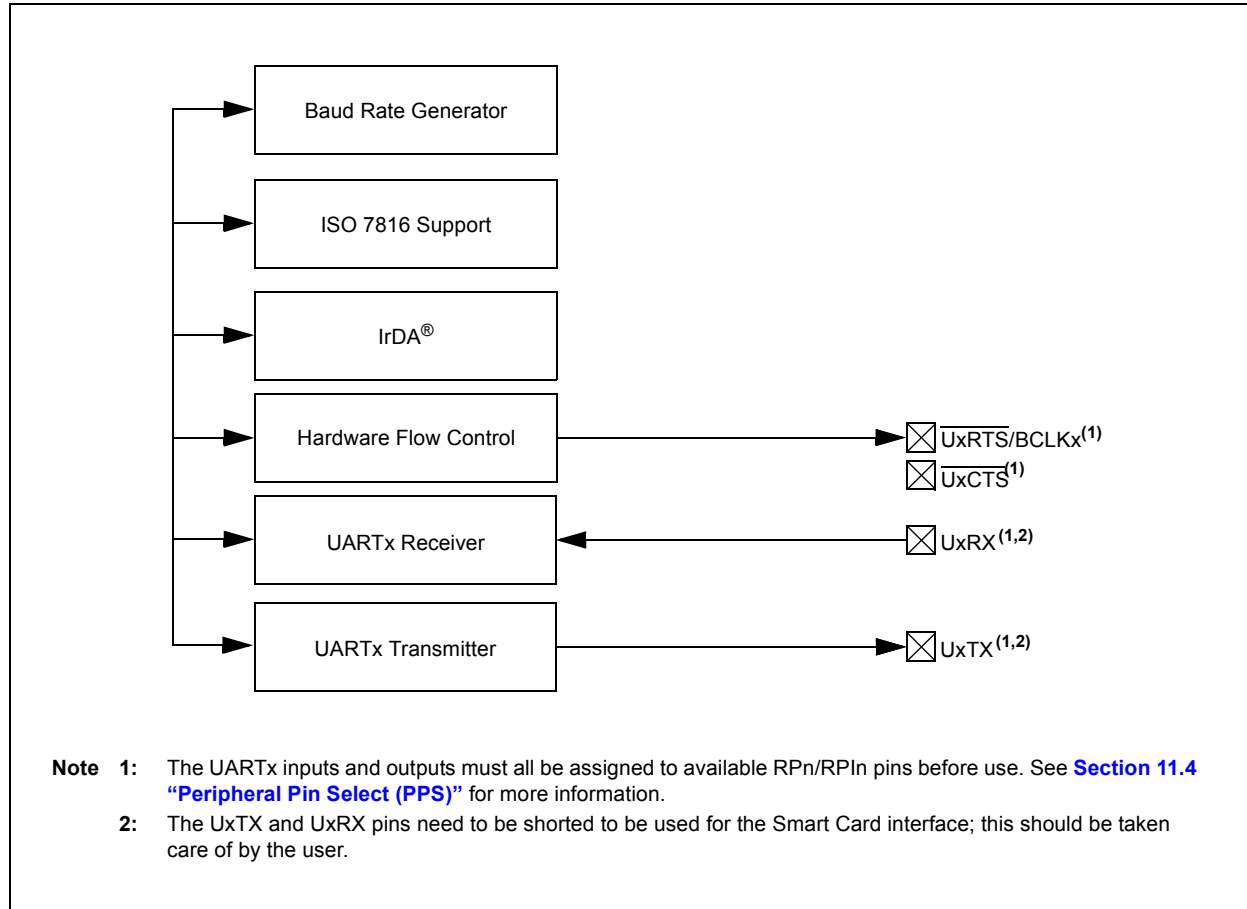 Baud Rate Generator
ISO 7816 Support
IrDA®
Hardware Flow Control
UxRTS/BCLKx(1)
UxCTS(1)
UARTx Receiver
UxRX(1,2)
UARTx Transmitter
UxTX(1,2)
Note 1: The UARTx inputs and outputs must all be assigned to available RPn/RPIn pins before use. See Section 11.4
“Peripheral Pin Select (PPS)” for more information.
2: The UxTX and UxRX pins need to be shorted to be used for the Smart Card interface; this should be taken
care of by the user.